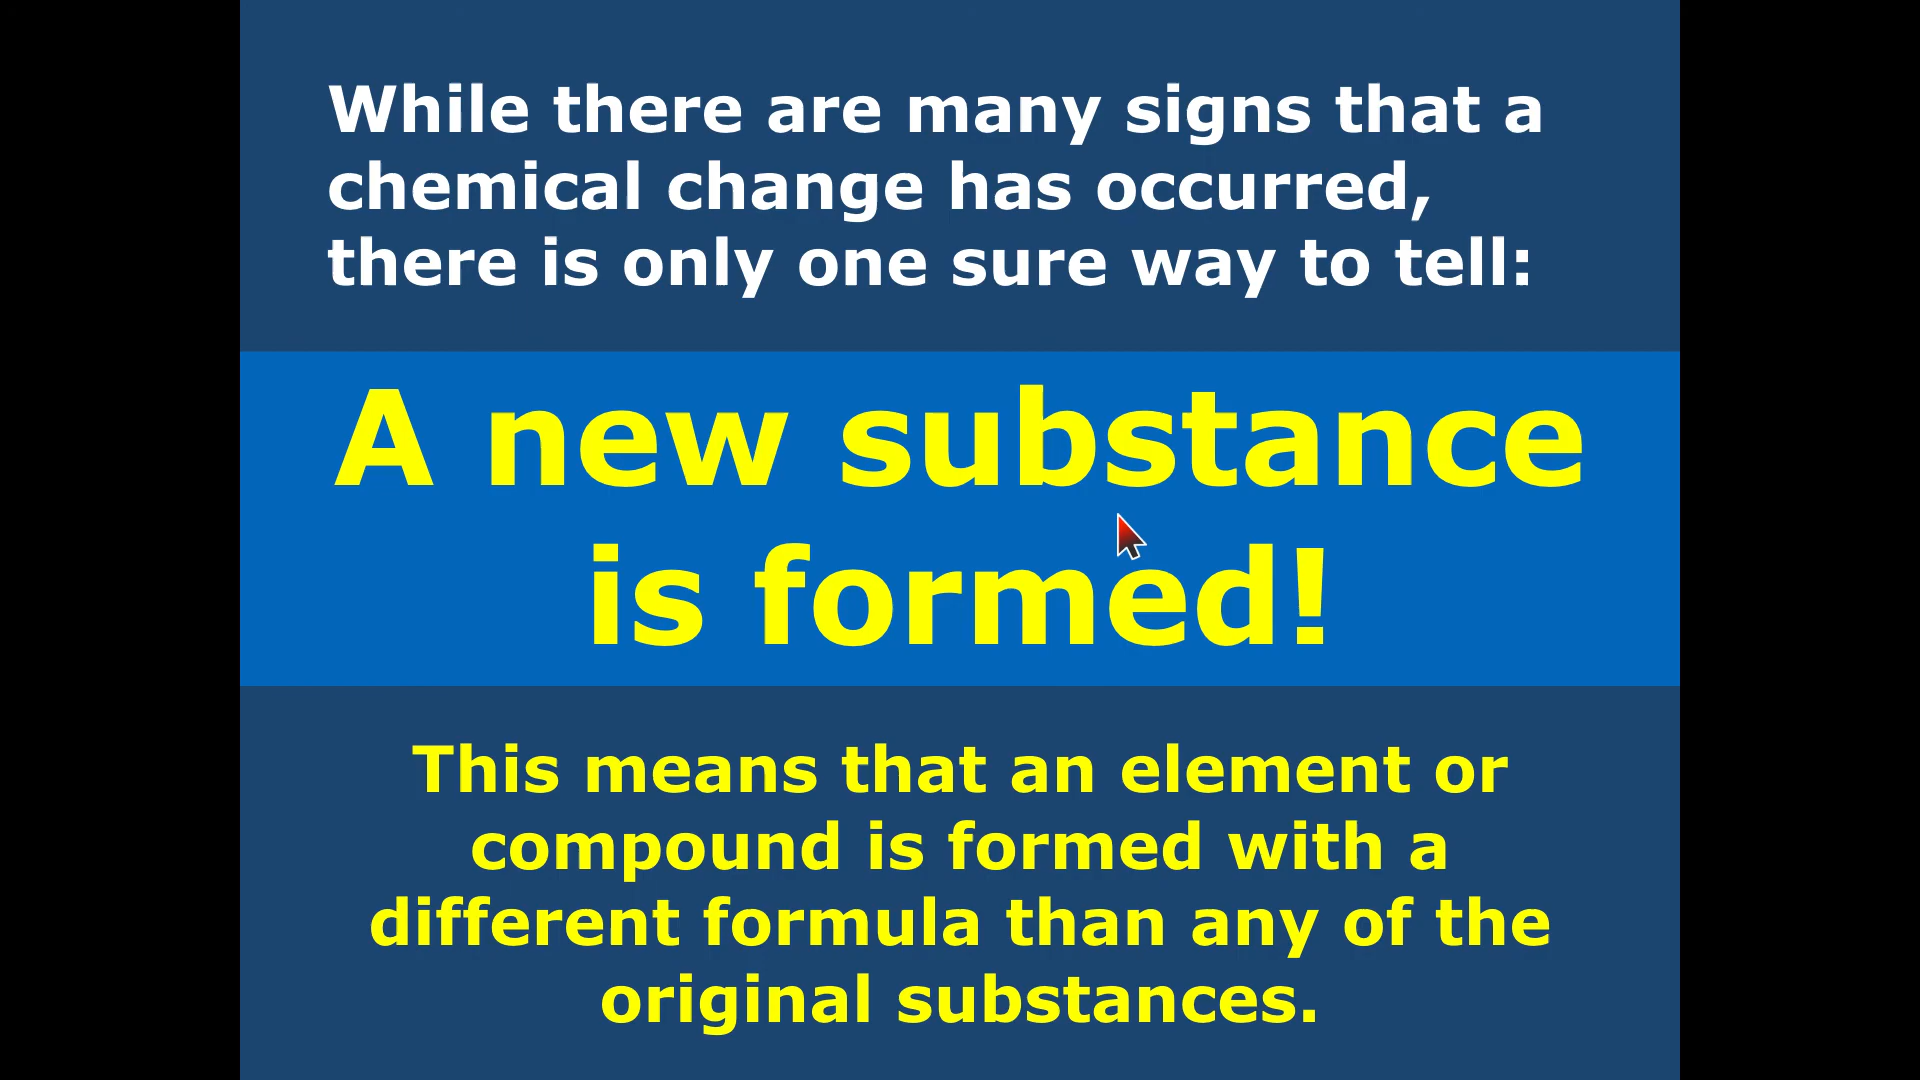 While there are many signs that a
chemical change has occurred,
there is only one sure way to tell:
A new substance
is formed!
This means that an element or
compound is formed with a
different formula than any of the
original substances.